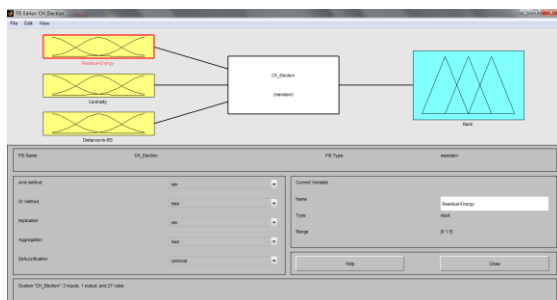 FIS Editor: CH_Election
File Edit View
Residual-Energy
Centrality
Distance-to-BS
CH_Election
(mamdani)
Rank
FIS Name: CH_Election FIS Type: mamdani
And method min
Or method max
Implication min
Aggregation max
Defuzzification centroid
Current Variable
Name Residual-Energy
Type input
Range [0 1.5]
Help Close
System "CH_Election": 3 inputs, 1 output, and 27 rules